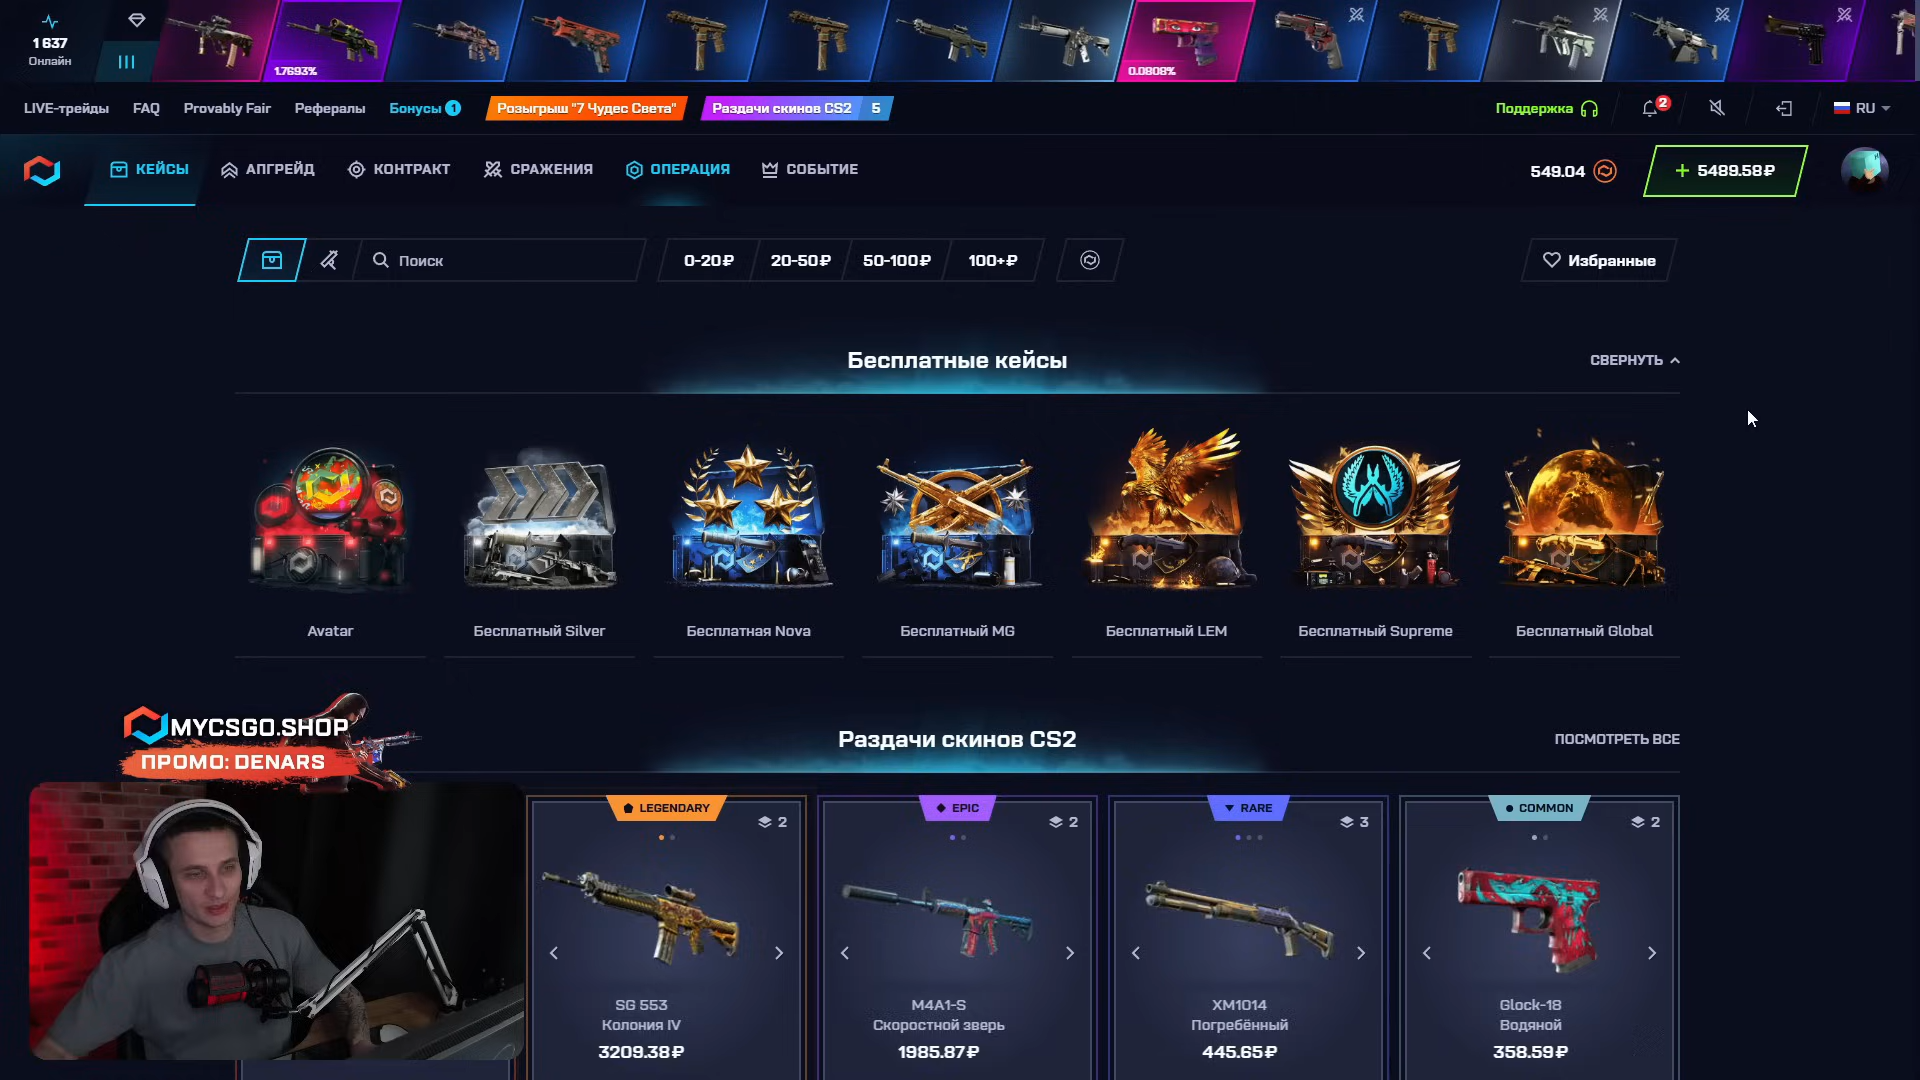 1 637
Онлайн
1.7693%
0.0808%
LIVE-трейды
FAQ
Provably Fair
Рефералы
Бонусы 1
Розыгрыш "7 Чудес Света"
Раздачи скинов CS2 5
Поддержка
2
RU
КЕЙСЫ
АПГРЕЙД
КОНТРАКТ
СРАЖЕНИЯ
ОПЕРАЦИЯ
СОБЫТИЕ
549.04
+ 5489.58₽
Поиск
0-20₽
20-50₽
50-100₽
100+₽
Избранные
Бесплатные кейсы
СВЕРНУТЬ
Avatar
Бесплатный Silver
Бесплатная Nova
Бесплатный MG
Бесплатный LEM
Бесплатный Supreme
Бесплатный Global
MYCSGO.SHOP
ПРОМО: DENARS
Раздачи скинов CS2
ПОСМОТРЕТЬ ВСЕ
LEGENDARY
2
SG 553
Колония IV
3209.38₽
EPIC
2
M4A1-S
Скоростной зверь
1985.87₽
RARE
3
XM1014
Погребённый
445.65₽
COMMON
2
Glock-18
Водяной
358.59₽